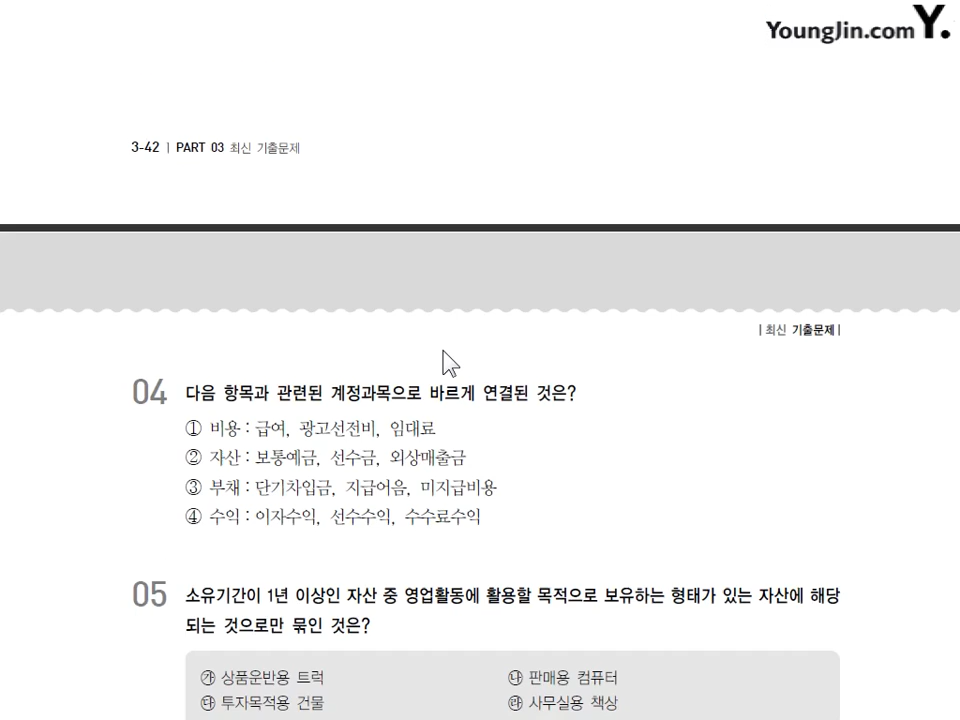 YoungJin.com Y.
3-42 | PART 03 최신 기출문제
| 최신 기출문제 |
04 다음 항목과 관련된 계정과목으로 바르게 연결된 것은?
① 비용 : 급여, 광고선전비, 임대료
② 자산 : 보통예금, 선수금, 외상매출금
③ 부채 : 단기차입금, 지급어음, 미지급비용
④ 수익 : 이자수익, 선수수익, 수수료수익
05 소유기간이 1년 이상인 자산 중 영업활동에 활용할 목적으로 보유하는 형태가 있는 자산에 해당
되는 것으로만 묶인 것은?
㉮ 상품운반용 트럭 ㉯ 판매용 컴퓨터
㉰ 투자목적용 건물 ㉱ 사무실용 책상